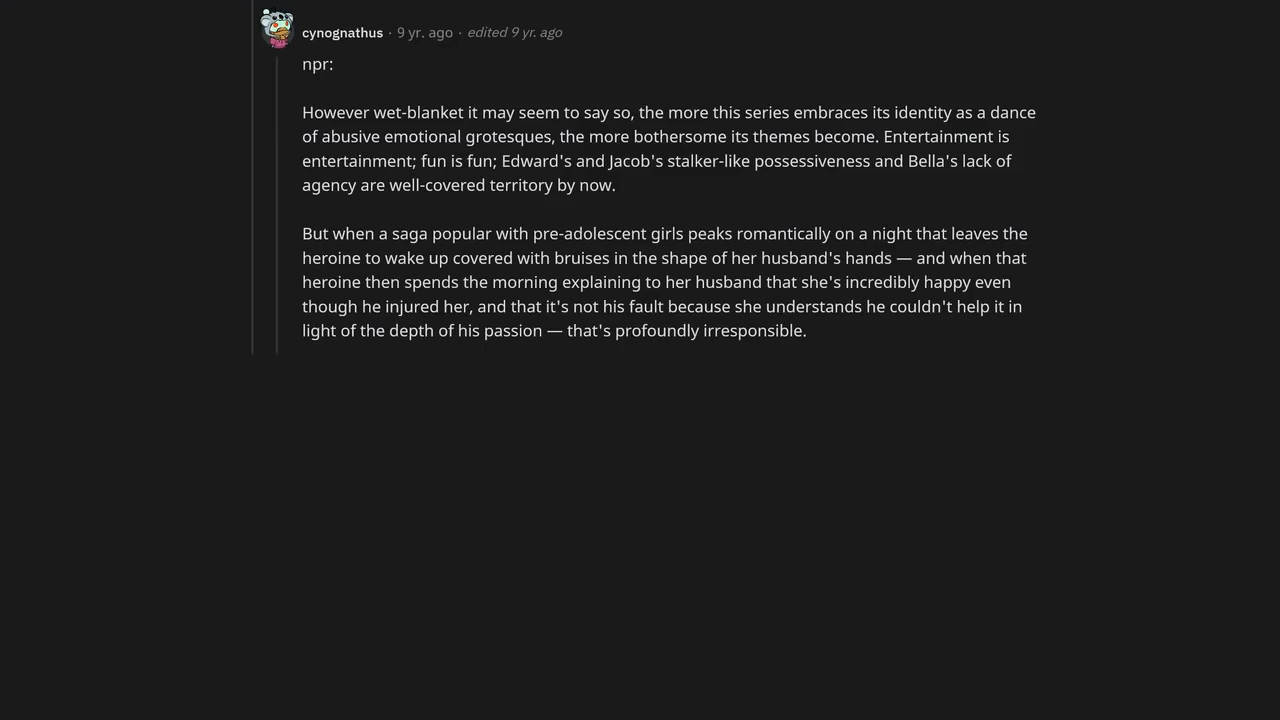 cynognathus · 9 yr. ago · edited 9 yr. ago
npr:
However wet-blanket it may seem to say so, the more this series embraces its identity as a dance
of abusive emotional grotesques, the more bothersome its themes become. Entertainment is
entertainment; fun is fun; Edward's and Jacob's stalker-like possessiveness and Bella's lack of
agency are well-covered territory by now.
But when a saga popular with pre-adolescent girls peaks romantically on a night that leaves the
heroine to wake up covered with bruises in the shape of her husband's hands — and when that
heroine then spends the morning explaining to her husband that she's incredibly happy even
though he injured her, and that it's not his fault because she understands he couldn't help it in
light of the depth of his passion — that's profoundly irresponsible.